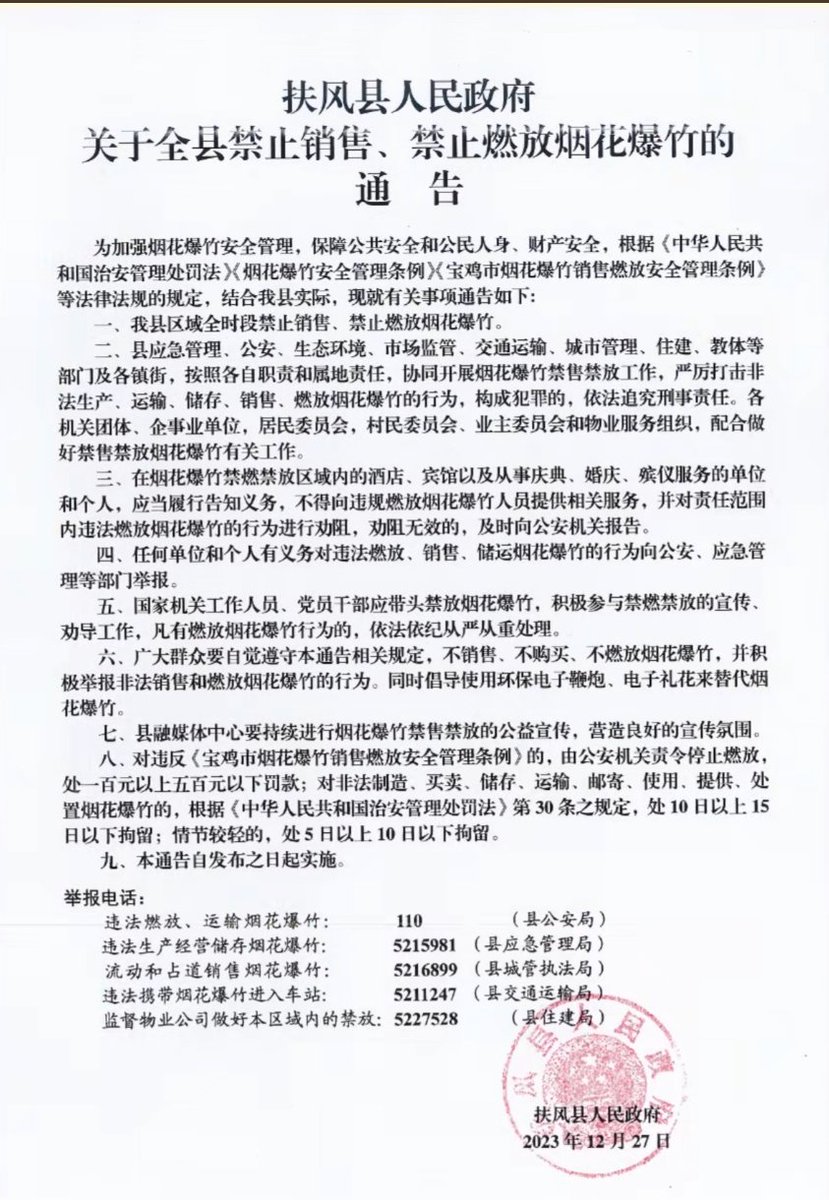 扶风县人民政府
关于全县禁止销售、禁止燃放烟花爆竹的
通 告
为加强烟花爆竹安全管理，保障公共安全和公民人身、财产安全，根据《中华人民共
和国治安管理处罚法》《烟花爆竹安全管理条例》《宝鸡市烟花爆竹销售燃放安全管理条例》
等法律法规的规定，结合我县实际，现就有关事项通告如下：
一、我县区域全时段禁止销售、禁止燃放烟花爆竹。
二、县应急管理、公安、生态环境、市场监管、交通运输、城市管理、住建、教体等
部门及各镇街，按照各自职责和属地责任，协同开展烟花爆竹禁售禁放工作，严厉打击非
法生产、运输、储存、销售、燃放烟花爆竹的行为，构成犯罪的，依法追究刑事责任。各
机关团体、企事业单位，居民委员会，村民委员会、业主委员会和物业服务组织，配合做
好禁售禁放烟花爆竹有关工作。
三、在烟花爆竹禁燃禁放区域内的酒店、宾馆以及从事庆典、婚庆、殡仪服务的单位
和个人，应当履行告知义务，不得向违规燃放烟花爆竹人员提供相关服务，并对责任范围
内违法燃放烟花爆竹的行为进行劝阻，劝阻无效的，及时向公安机关报告。
四、任何单位和个人有义务对违法燃放、销售、储运烟花爆竹的行为向公安、应急管
理等部门举报。
五、国家机关工作人员、党员干部应带头禁放烟花爆竹，积极参与禁燃禁放的宣传、
劝导工作，凡有燃放烟花爆竹行为的，依法依纪从严从重处理。
六、广大群众要自觉遵守本通告相关规定，不销售、不购买、不燃放烟花爆竹，并积
极举报非法销售和燃放烟花爆竹的行为。同时倡导使用环保电子鞭炮、电子礼花来替代烟
花爆竹。
七、县融媒体中心要持续进行烟花爆竹禁售禁放的公益宣传，营造良好的宣传氛围。
八、对违反《宝鸡市烟花爆竹销售燃放安全管理条例》的，由公安机关责令停止燃放，
处一百元以上五百元以下罚款；对非法制造、买卖、储存、运输、邮寄、使用、提供、处
置烟花爆竹的，根据《中华人民共和国治安管理处罚法》第 30 条之规定，处 10 日以上 15
日以下拘留；情节较轻的，处 5 日以上 10 日以下拘留。
九、本通告自发布之日起实施。
举报电话：
违法燃放、运输烟花爆竹： 110 （县公安局）
违法生产经营储存烟花爆竹： 5215981 （县应急管理局）
流动和占道销售烟花爆竹： 5216899 （县城管执法局）
违法携带烟花爆竹进入车站： 5211247 （县交通运输局）
监督物业公司做好本区域内的禁放：5227528 （县住建局）
风县人民政府
扶风县人民政府
2023 年 12 月 27 日